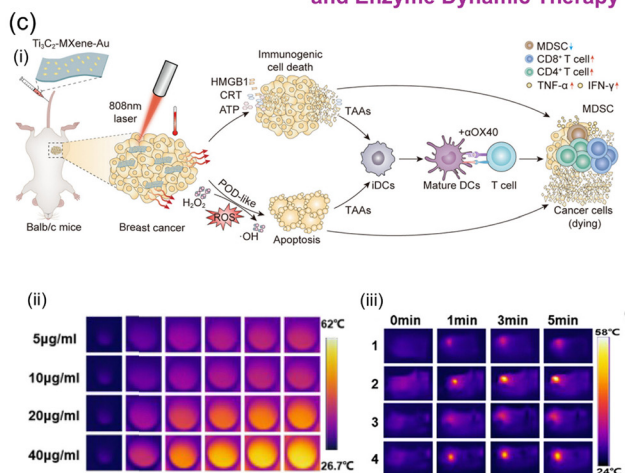 and Enzyme Dynamic Therapy
(c)
(i)
Ti₃C₂-MXene-Au
808nm
laser
Balb/c mice
Breast cancer
Immunogenic
cell death
HMGB1
CRT
ATP
TAAs
H₂O₂
POD-like
ROS
·OH
Apoptosis
TAAs
iDCs
+αOX40
Mature DCs
T cell
MDSC↓
CD8⁺ T cell↑
CD4⁺ T cell↑
TNF-α↑ IFN-γ↑
MDSC
Cancer cells
(dying)
(ii)
5μg/ml
10μg/ml
20μg/ml
40μg/ml
62℃
26.7℃
(iii)
0min 1min 3min 5min
1
2
3
4
58℃
24℃